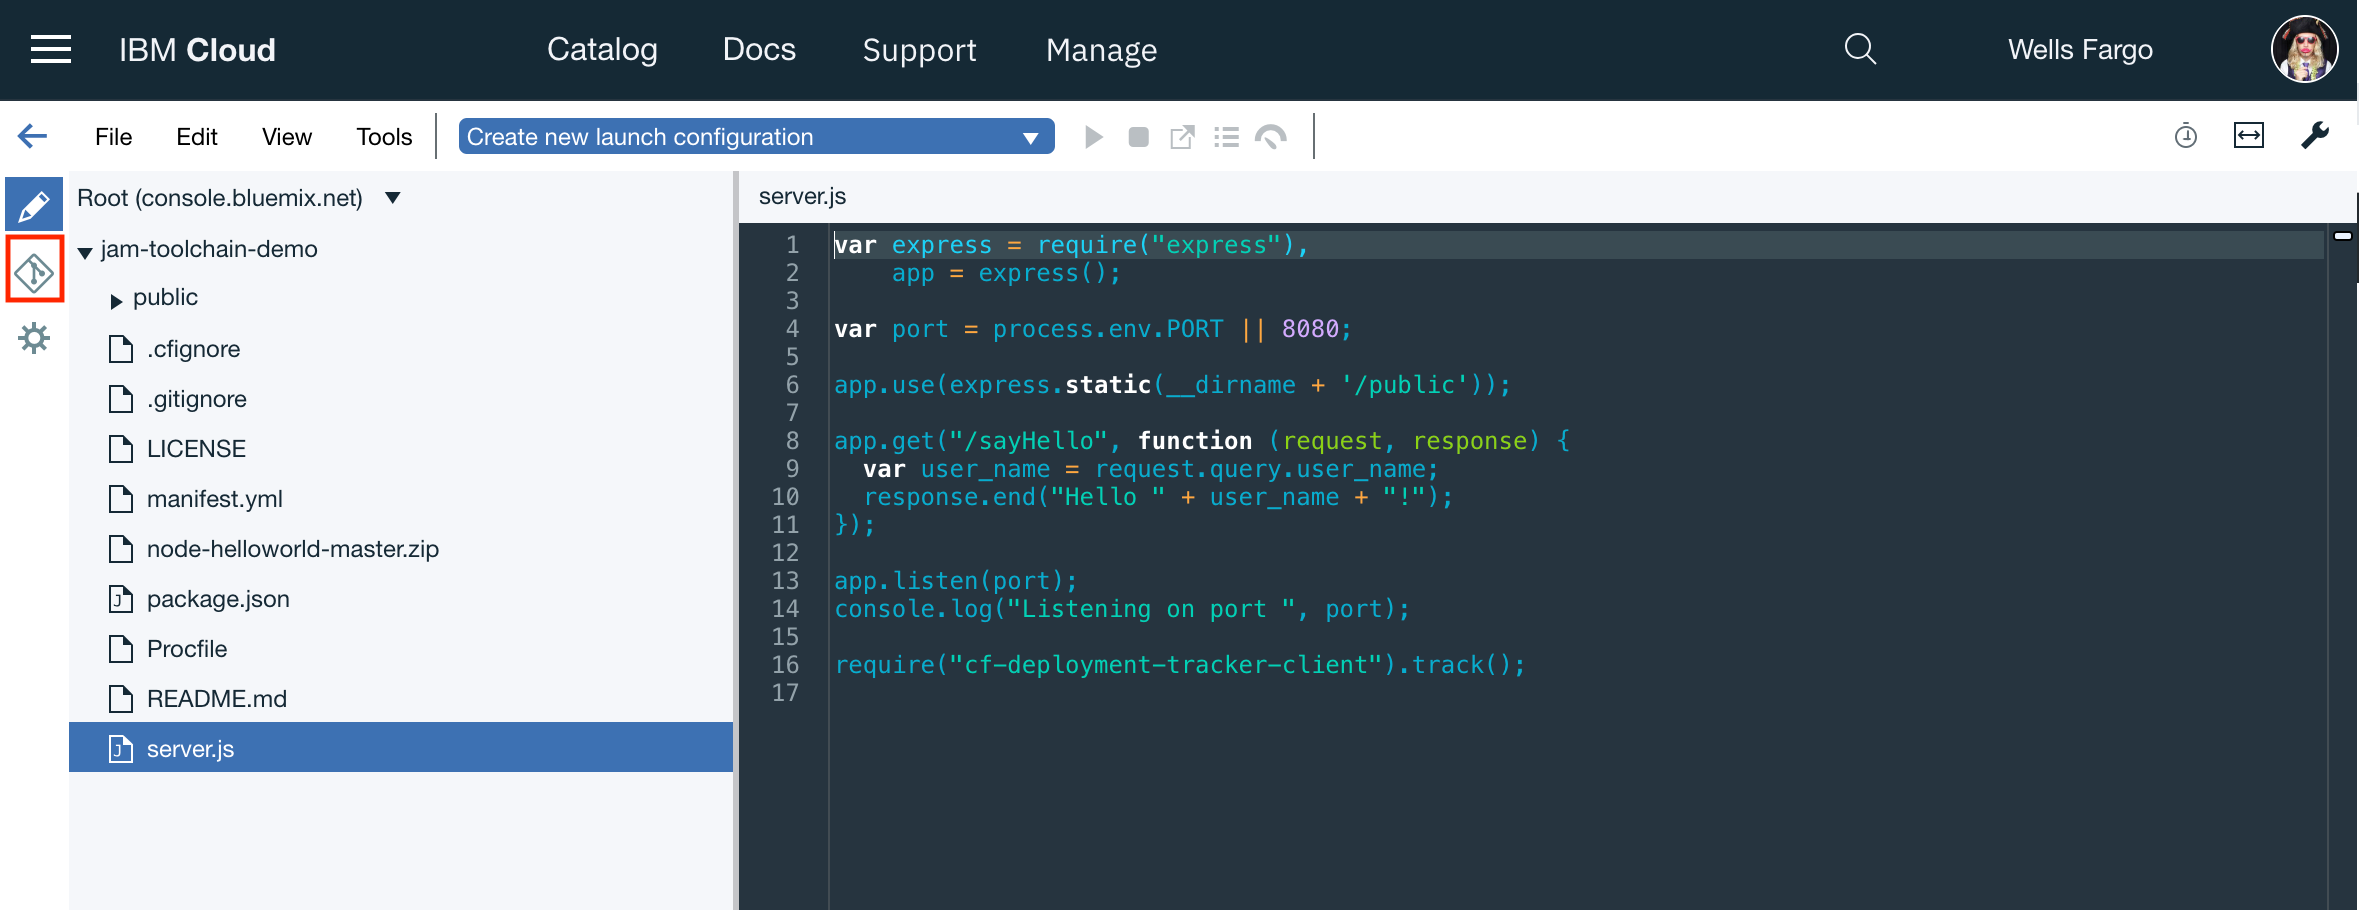 IBM Cloud
Catalog
Docs
Support
Manage
Wells Fargo
File
Edit
View
Tools
Create new launch configuration
Root (console.bluemix.net)
jam-toolchain-demo
public
.cfignore
.gitignore
LICENSE
manifest.yml
node-helloworld-master.zip
package.json
Procfile
README.md
server.js
server.js
1 var express = require("express"),
2     app = express();
3
4 var port = process.env.PORT || 8080;
5
6 app.use(express.static(__dirname + '/public'));
7
8 app.get("/sayHello", function (request, response) {
9   var user_name = request.query.user_name;
10   response.end("Hello " + user_name + "!");
11 });
12
13 app.listen(port);
14 console.log("Listening on port ", port);
15
16 require("cf-deployment-tracker-client").track();
17